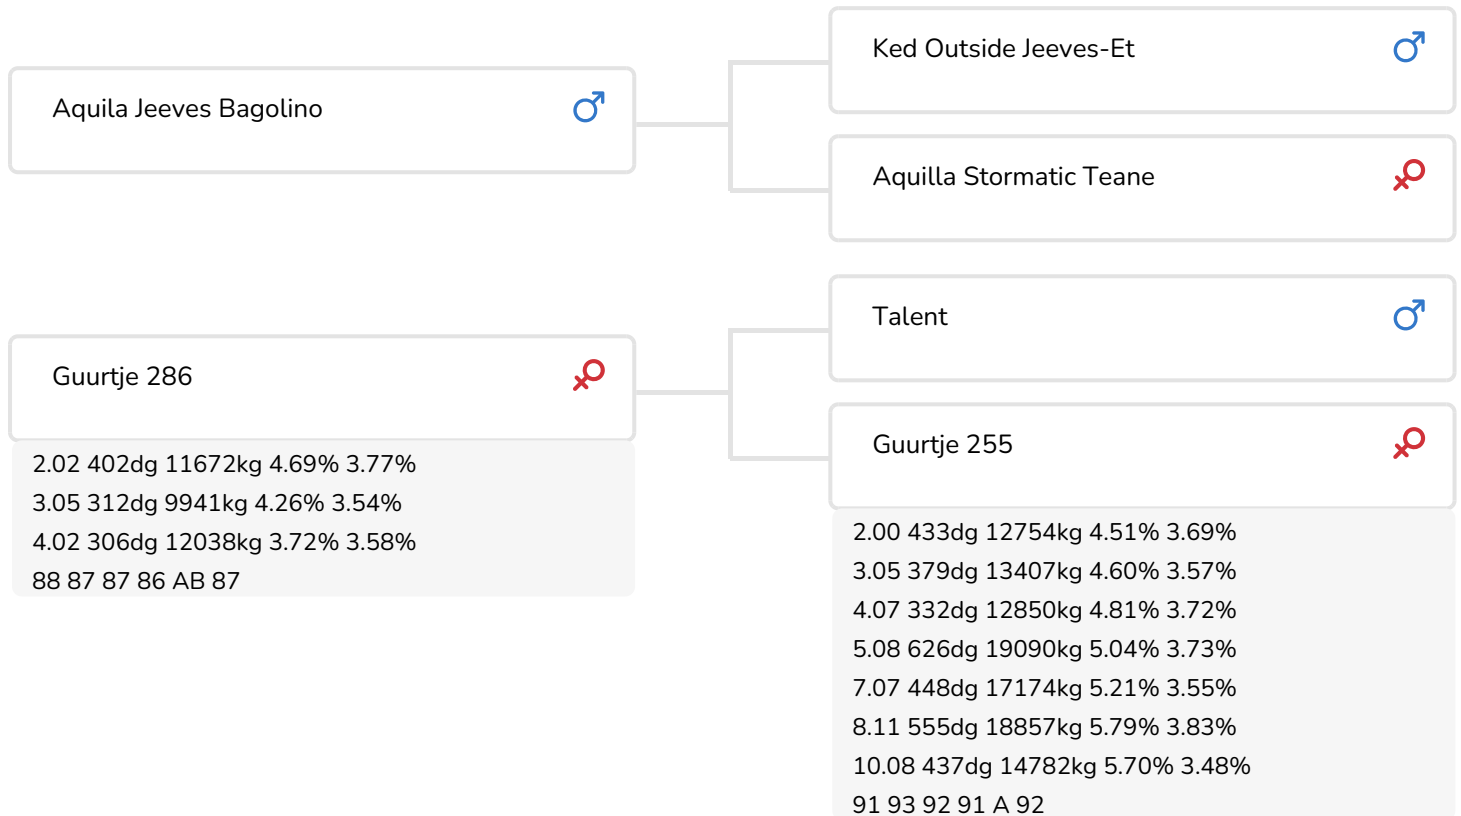 Aquila Jeeves Bagolino
Guurtje 286
2.02 402dg 11672kg 4.69% 3.77%
3.05 312dg 9941kg 4.26% 3.54%
4.02 306dg 12038kg 3.72% 3.58%
88 87 87 86 AB 87
Ked Outside Jeeves-Et
Aquilla Stormatic Teane
Talent
Guurtje 255
2.00 433dg 12754kg 4.51% 3.69%
3.05 379dg 13407kg 4.60% 3.57%
4.07 332dg 12850kg 4.81% 3.72%
5.08 626dg 19090kg 5.04% 3.73%
7.07 448dg 17174kg 5.21% 3.55%
8.11 555dg 18857kg 5.79% 3.83%
10.08 437dg 14782kg 5.70% 3.48%
91 93 92 91 A 92